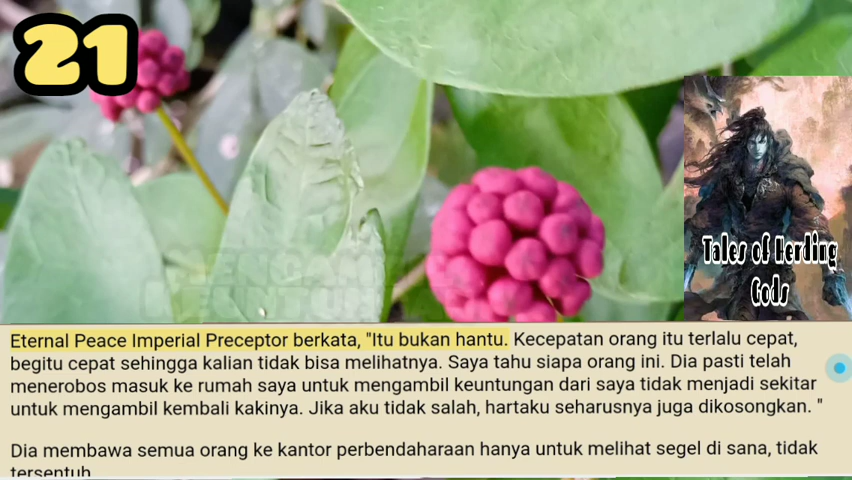 21
Tales of Herding
Gods
Eternal Peace Imperial Preceptor berkata, "Itu bukan hantu. Kecepatan orang itu terlalu cepat,
begitu cepat sehingga kalian tidak bisa melihatnya. Saya tahu siapa orang ini. Dia pasti telah
menerobos masuk ke rumah saya untuk mengambil keuntungan dari saya tidak menjadi sekitar
untuk mengambil kembali kakinya. Jika aku tidak salah, hartaku seharusnya juga dikosongkan. "
Dia membawa semua orang ke kantor perbendaharaan hanya untuk melihat segel di sana, tidak
tersentuh